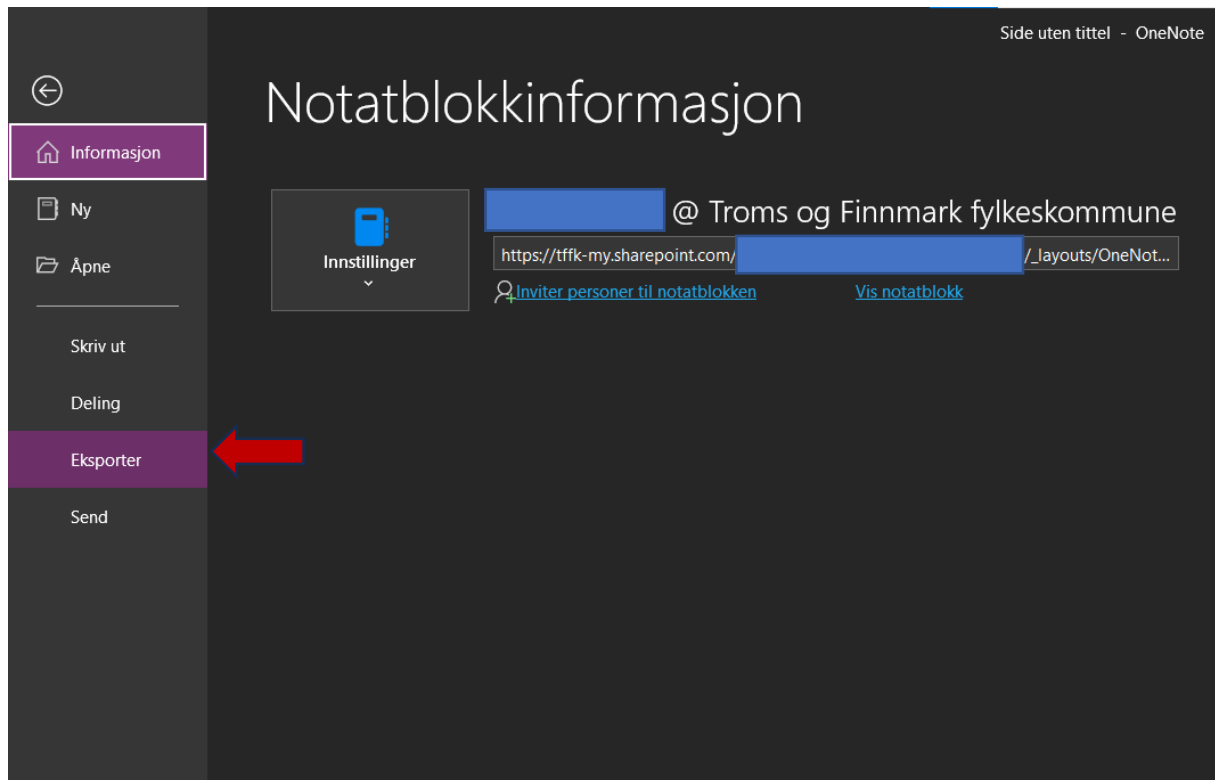 Side uten tittel - OneNote
Notatblokkinformasjon
Informasjon
Ny
Åpne
Skriv ut
Deling
Eksporter
Send
Innstillinger
@ Troms og Finnmark fylkeskommune
https://tffk-my.sharepoint.com/ /_layouts/OneNot...
Inviter personer til notatblokken Vis notatblokk